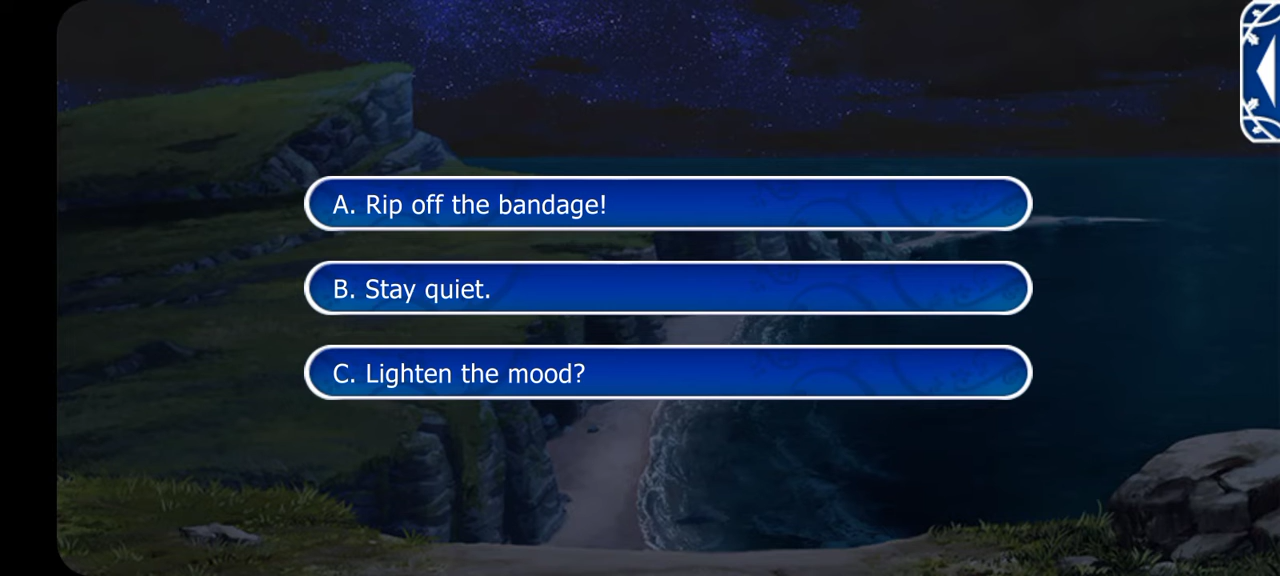 A. Rip off the bandage!
B. Stay quiet.
C. Lighten the mood?